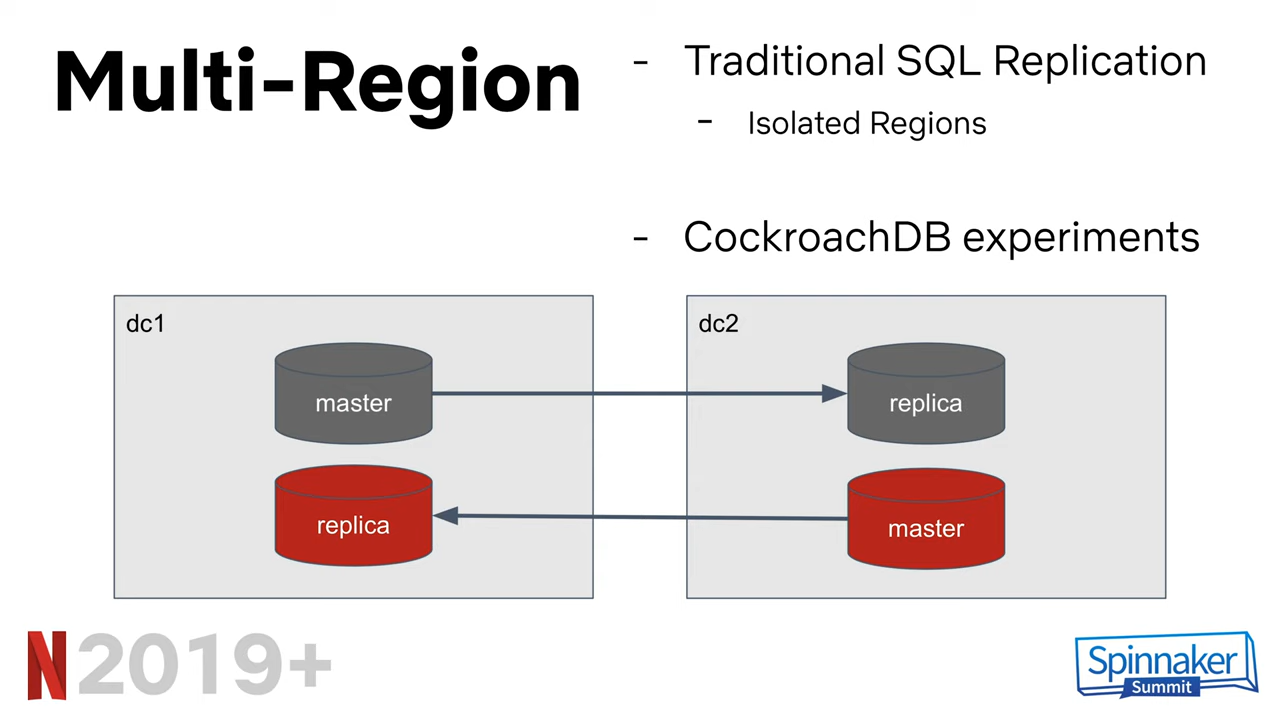 Multi-Region
- Traditional SQL Replication
- Isolated Regions
- CockroachDB experiments
dc1
master
replica
dc2
replica
master
N 2019+
Spinnaker
Summit